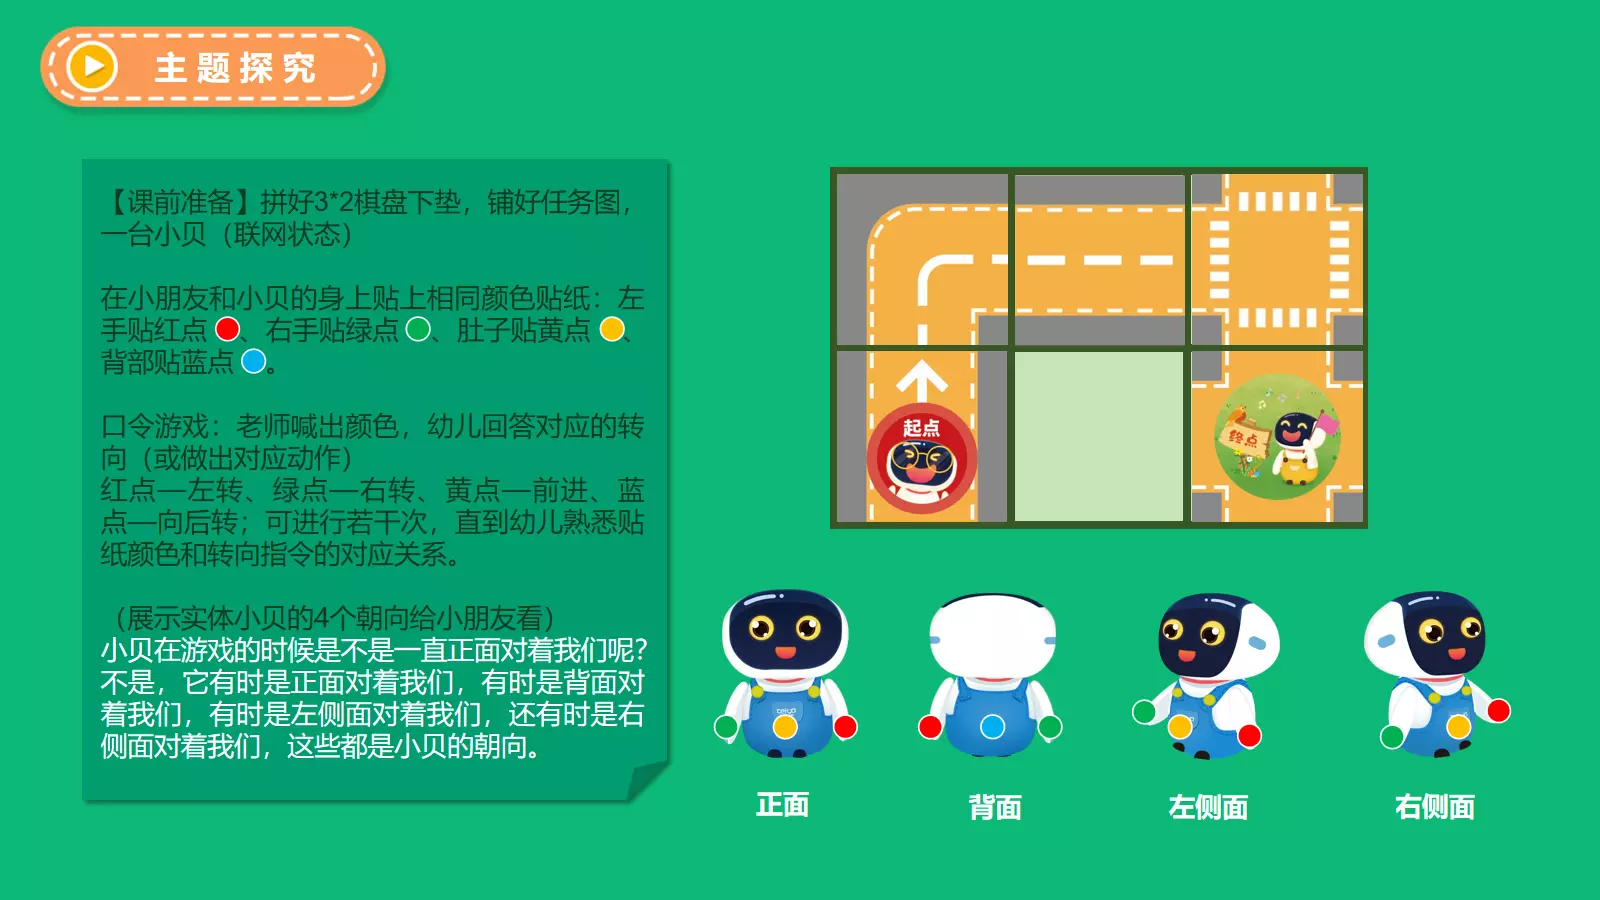 主题探究
【课前准备】拼好3*2棋盘下垫，铺好任务图，
一台小贝（联网状态）
在小朋友和小贝的身上贴上相同颜色贴纸：左
手贴红点、右手贴绿点、肚子贴黄点、
背部贴蓝点。
口令游戏：老师喊出颜色，幼儿回答对应的转
向（或做出对应动作）
红点—左转、绿点—右转、黄点—前进、蓝
点—向后转；可进行若干次，直到幼儿熟悉贴
纸颜色和转向指令的对应关系。
（展示实体小贝的4个朝向给小朋友看）
小贝在游戏的时候是不是一直正面对着我们呢？
不是，它有时是正面对着我们，有时是背面对
着我们，有时是左侧面对着我们，还有时是右
侧面对着我们，这些都是小贝的朝向。
起点
终点
正面
背面
左侧面
右侧面